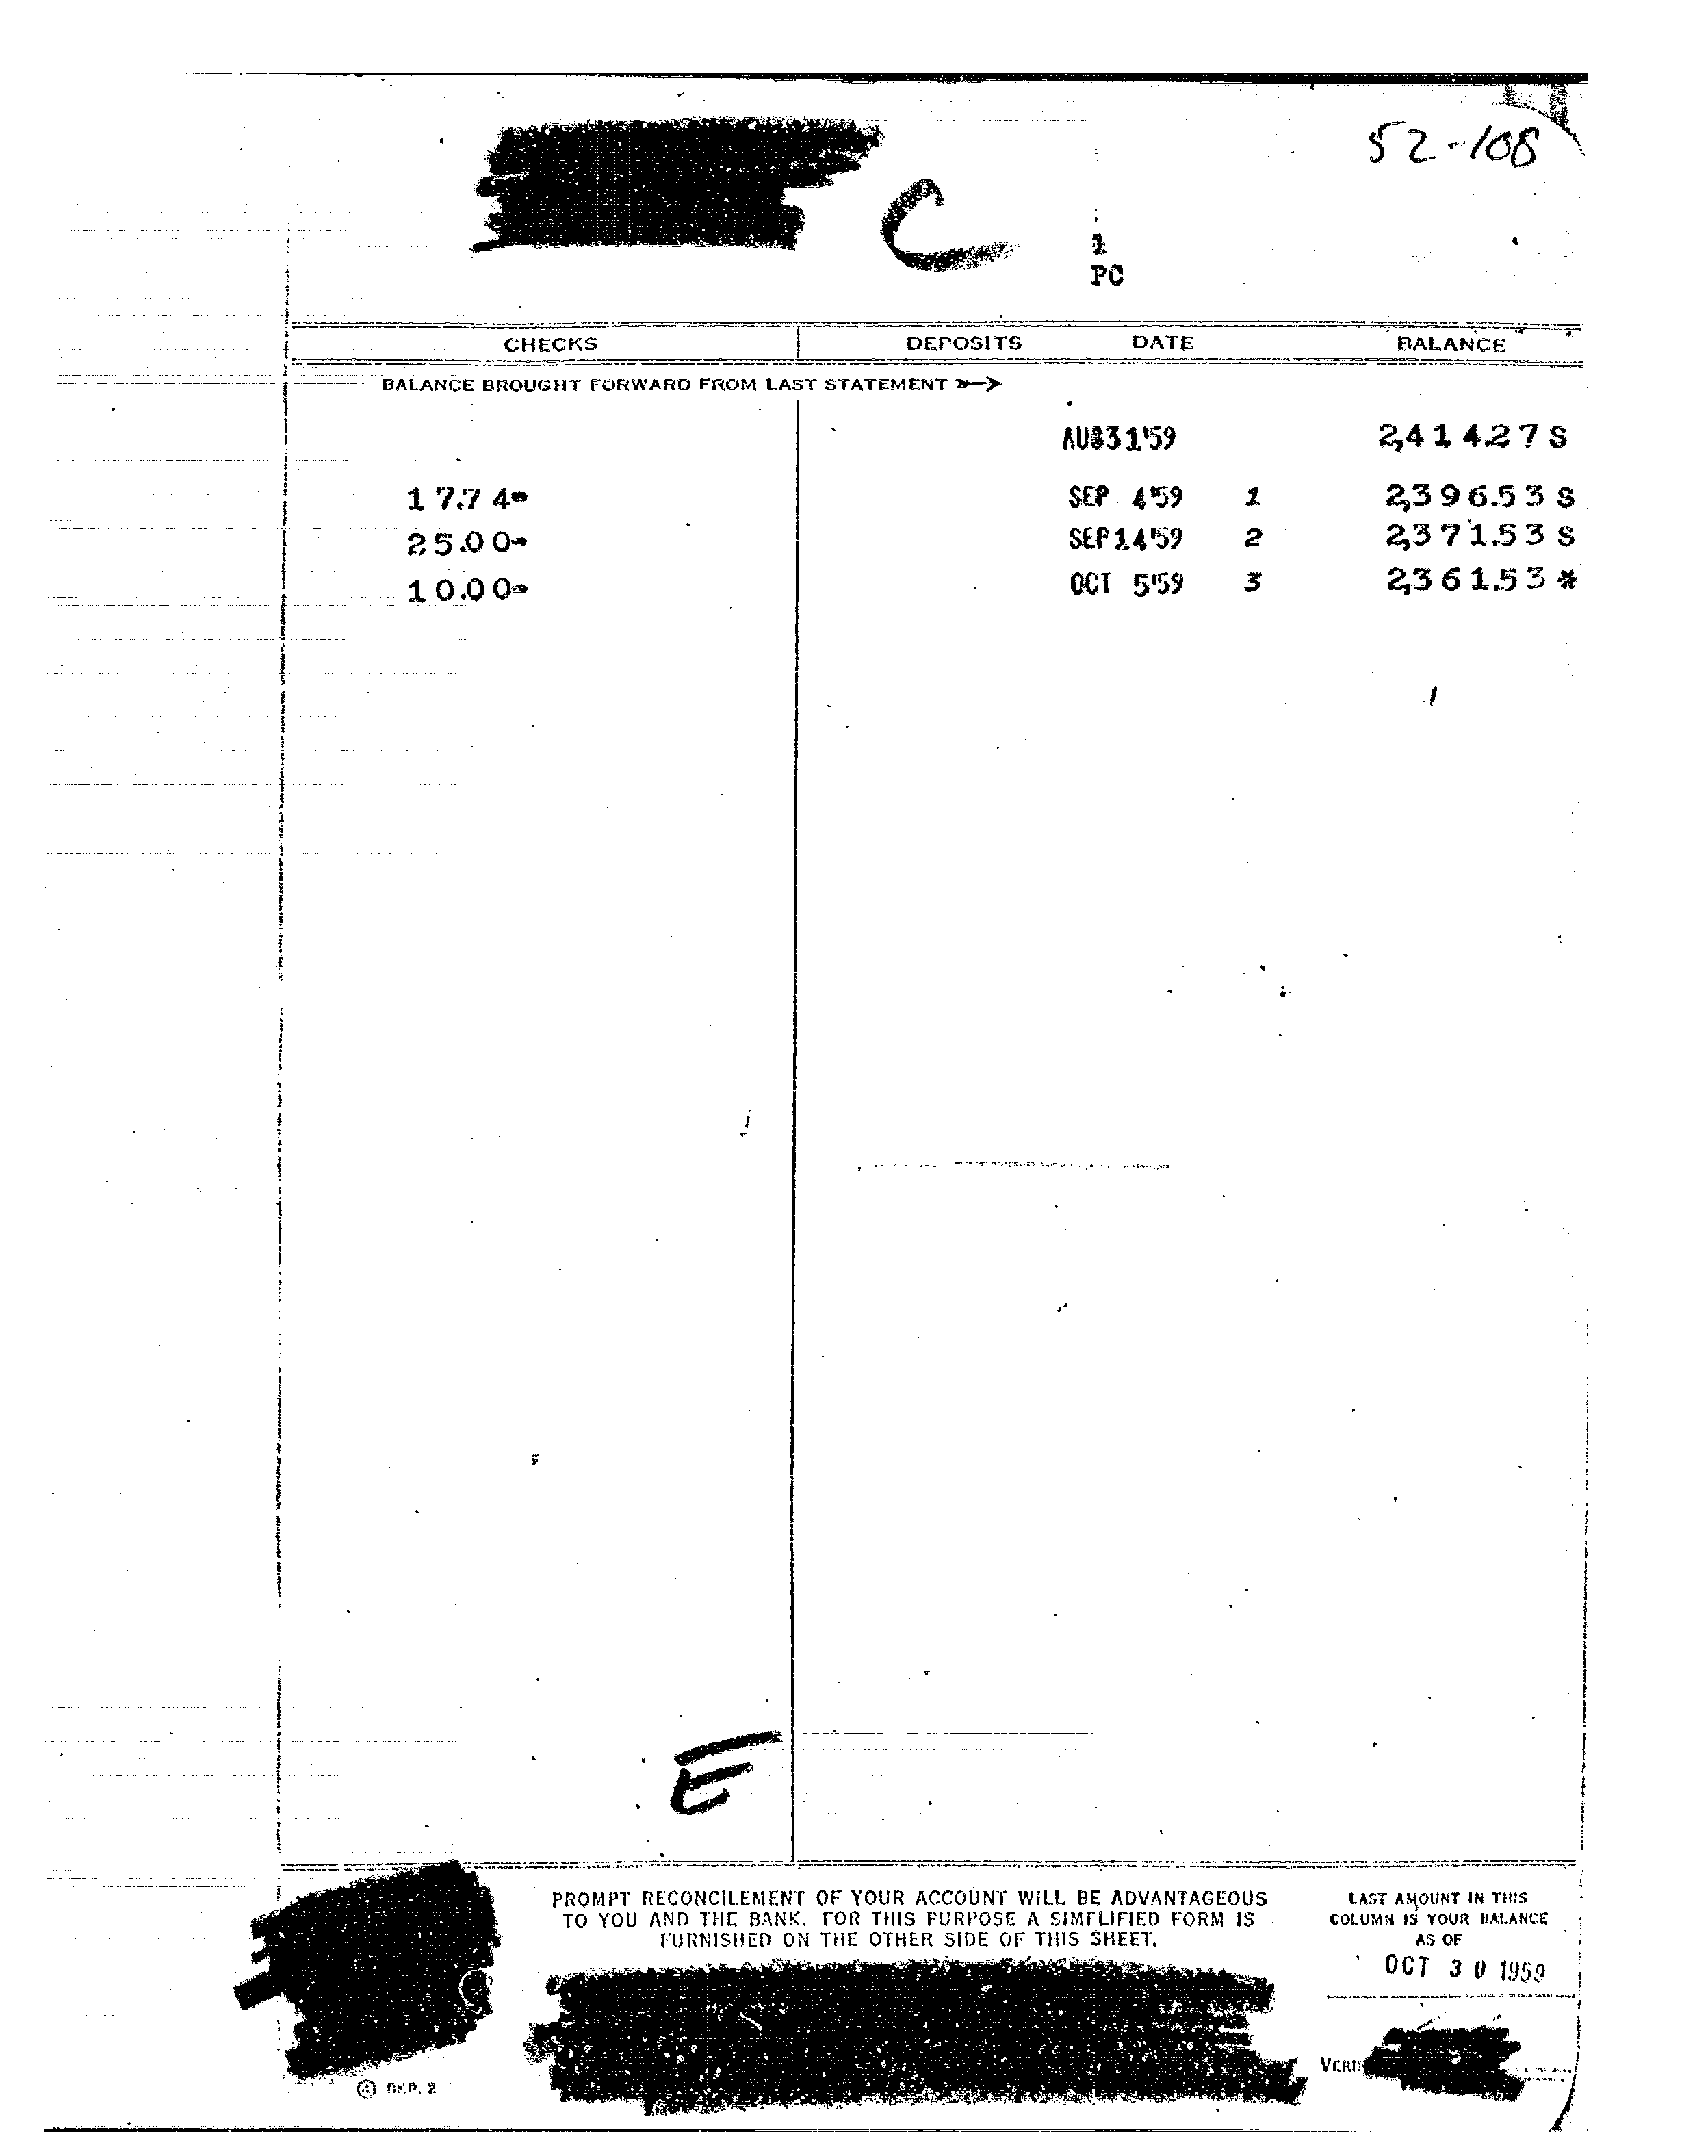 52-108
C
1
PC
CHECKS DEPOSITS DATE BALANCE
BALANCE BROUGHT FORWARD FROM LAST STATEMENT
AUG31'59 2,414.27 S
17.74- SEP 4'59 1 2,396.53 S
25.00- SEP14'59 2 2,371.53 S
10.00- OCT 5'59 3 2,361.53 *
E
PROMPT RECONCILEMENT OF YOUR ACCOUNT WILL BE ADVANTAGEOUS
TO YOU AND THE BANK. FOR THIS PURPOSE A SIMPLIFIED FORM IS
FURNISHED ON THE OTHER SIDE OF THIS SHEET.
LAST AMOUNT IN THIS
COLUMN IS YOUR BALANCE
AS OF
OCT 30 1959
DEP. 2